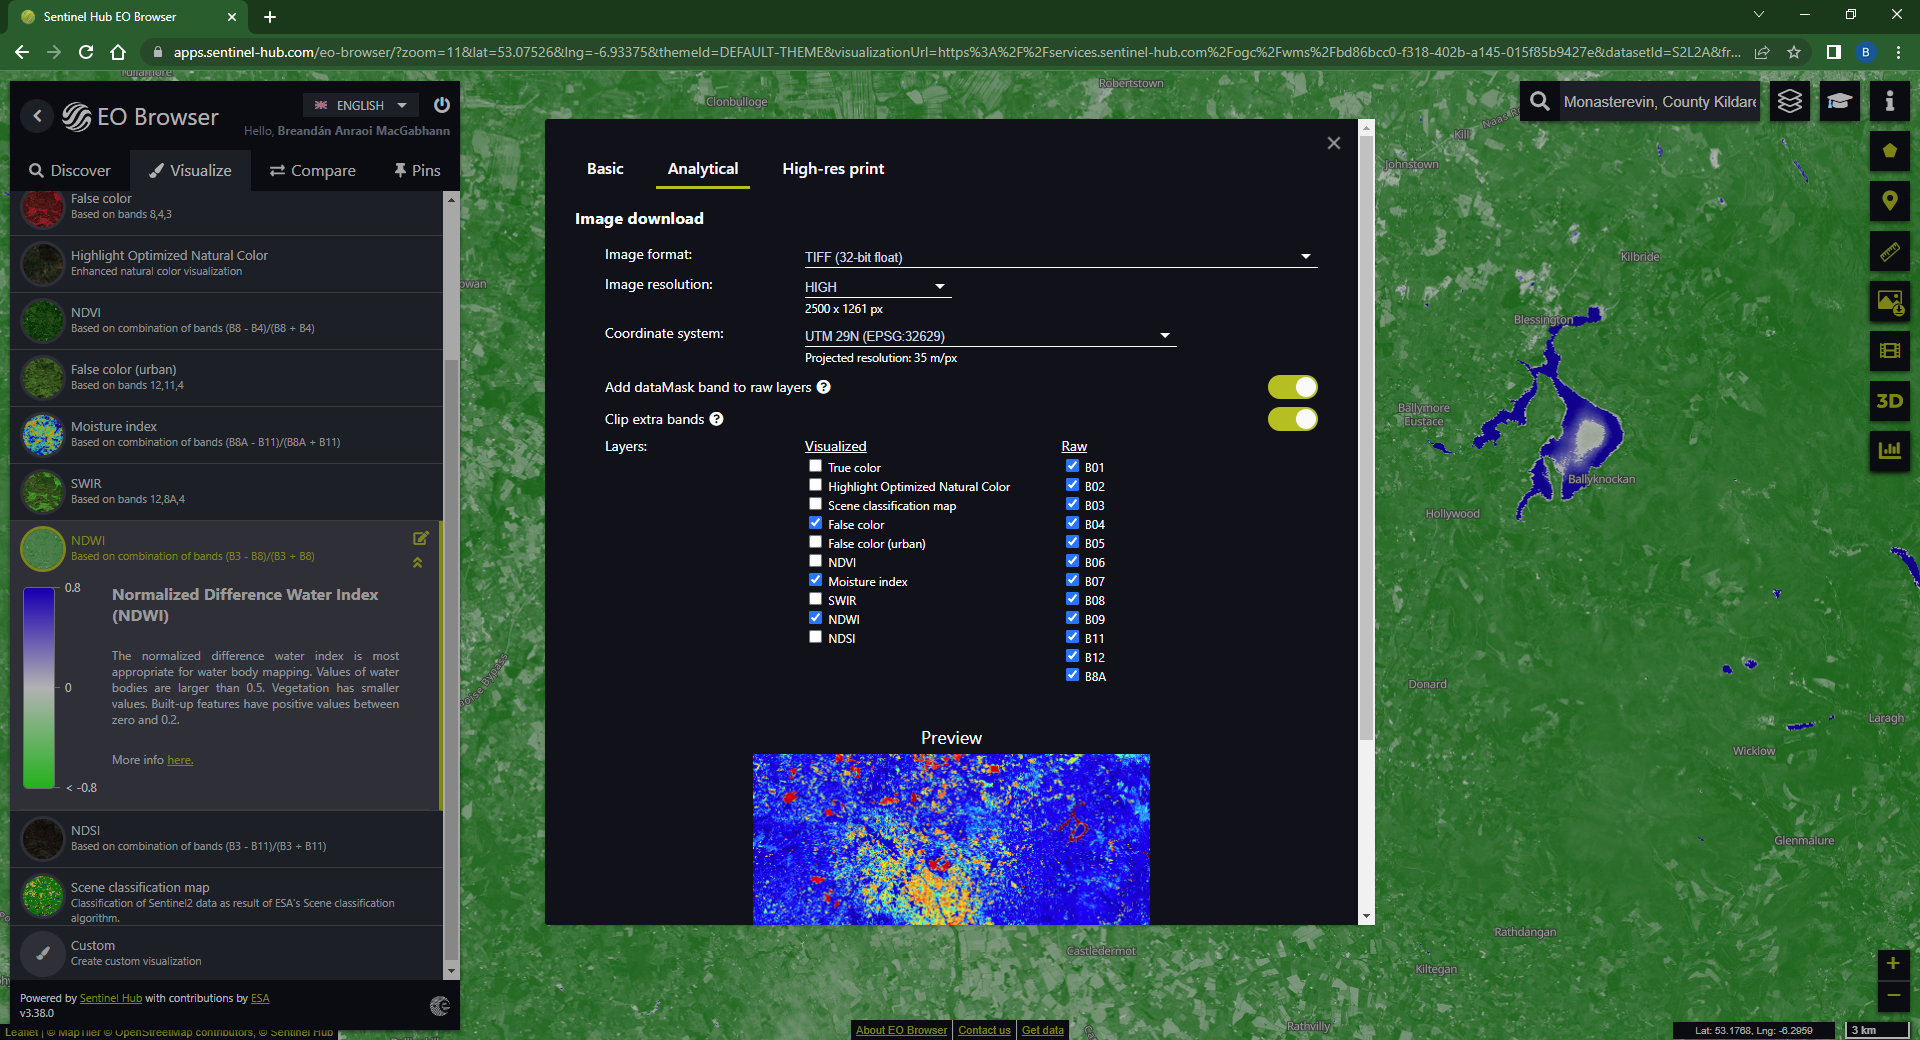 Sentinel Hub EO Browser
apps.sentinel-hub.com/eo-browser/?zoom=11&lat=53.07526&lng=-6.93375&themeId=DEFAULT-THEME&visualizationUrl=https%3A%2F%2Fservices.sentinel-hub.com%2Fogc%2Fwms%2Fbd86bcc0-f318-402b-a145-015f85b9427e&datasetId=S2L2A&fr...
B
Tullamore
Clonbulloge
Robertstown
EO Browser
ENGLISH
Hello, Breandán Anraoi MacGabhann
Discover
Visualize
Compare
Pins
False color
Based on bands 8,4,3
Highlight Optimized Natural Color
Enhanced natural color visualization
NDVI
Based on combination of bands (B8 - B4)/(B8 + B4)
False color (urban)
Based on bands 12,11,4
Moisture index
Based on combination of bands (B8A - B11)/(B8A + B11)
SWIR
Based on bands 12,8A,4
NDWI
Based on combination of bands (B3 - B8)/(B3 + B8)
0.8
0
< -0.8
Normalized Difference Water Index
(NDWI)
The normalized difference water index is most
appropriate for water body mapping. Values of water
bodies are larger than 0.5. Vegetation has smaller
values. Built-up features have positive values between
zero and 0.2.
More info here.
NDSI
Based on combination of bands (B3 - B11)/(B3 + B11)
Scene classification map
Classification of Sentinel2 data as result of ESA's Scene classification
algorithm.
Custom
Create custom visualization
Powered by Sentinel Hub with contributions by ESA
v3.38.0
Leaflet | © MapTiler © OpenStreetMap contributors, © Sentinel Hub
Basic
Analytical
High-res print
Image download
Image format:
TIFF (32-bit float)
Image resolution:
HIGH
2500 x 1261 px
Coordinate system:
UTM 29N (EPSG:32629)
Projected resolution: 35 m/px
Add dataMask band to raw layers
Clip extra bands
Layers:
Visualized
True color
Highlight Optimized Natural Color
Scene classification map
False color
False color (urban)
NDVI
Moisture index
SWIR
NDWI
NDSI
Raw
B01
B02
B03
B04
B05
B06
B07
B08
B09
B11
B12
B8A
Preview
Monasterevin, County Kildare
Kill
Naas Ro
Johnstown
Kilbride
Blessington
Ballymore
Eustace
Ballyknockan
Hollywood
Donard
Laragh
Wicklow
Glenmalure
Rathdangan
Kiltegan
Castledermot
Rathvilly
3D
About EO Browser
Contact us
Get data
Lat: 53.1768, Lng: -6.2959
3 km